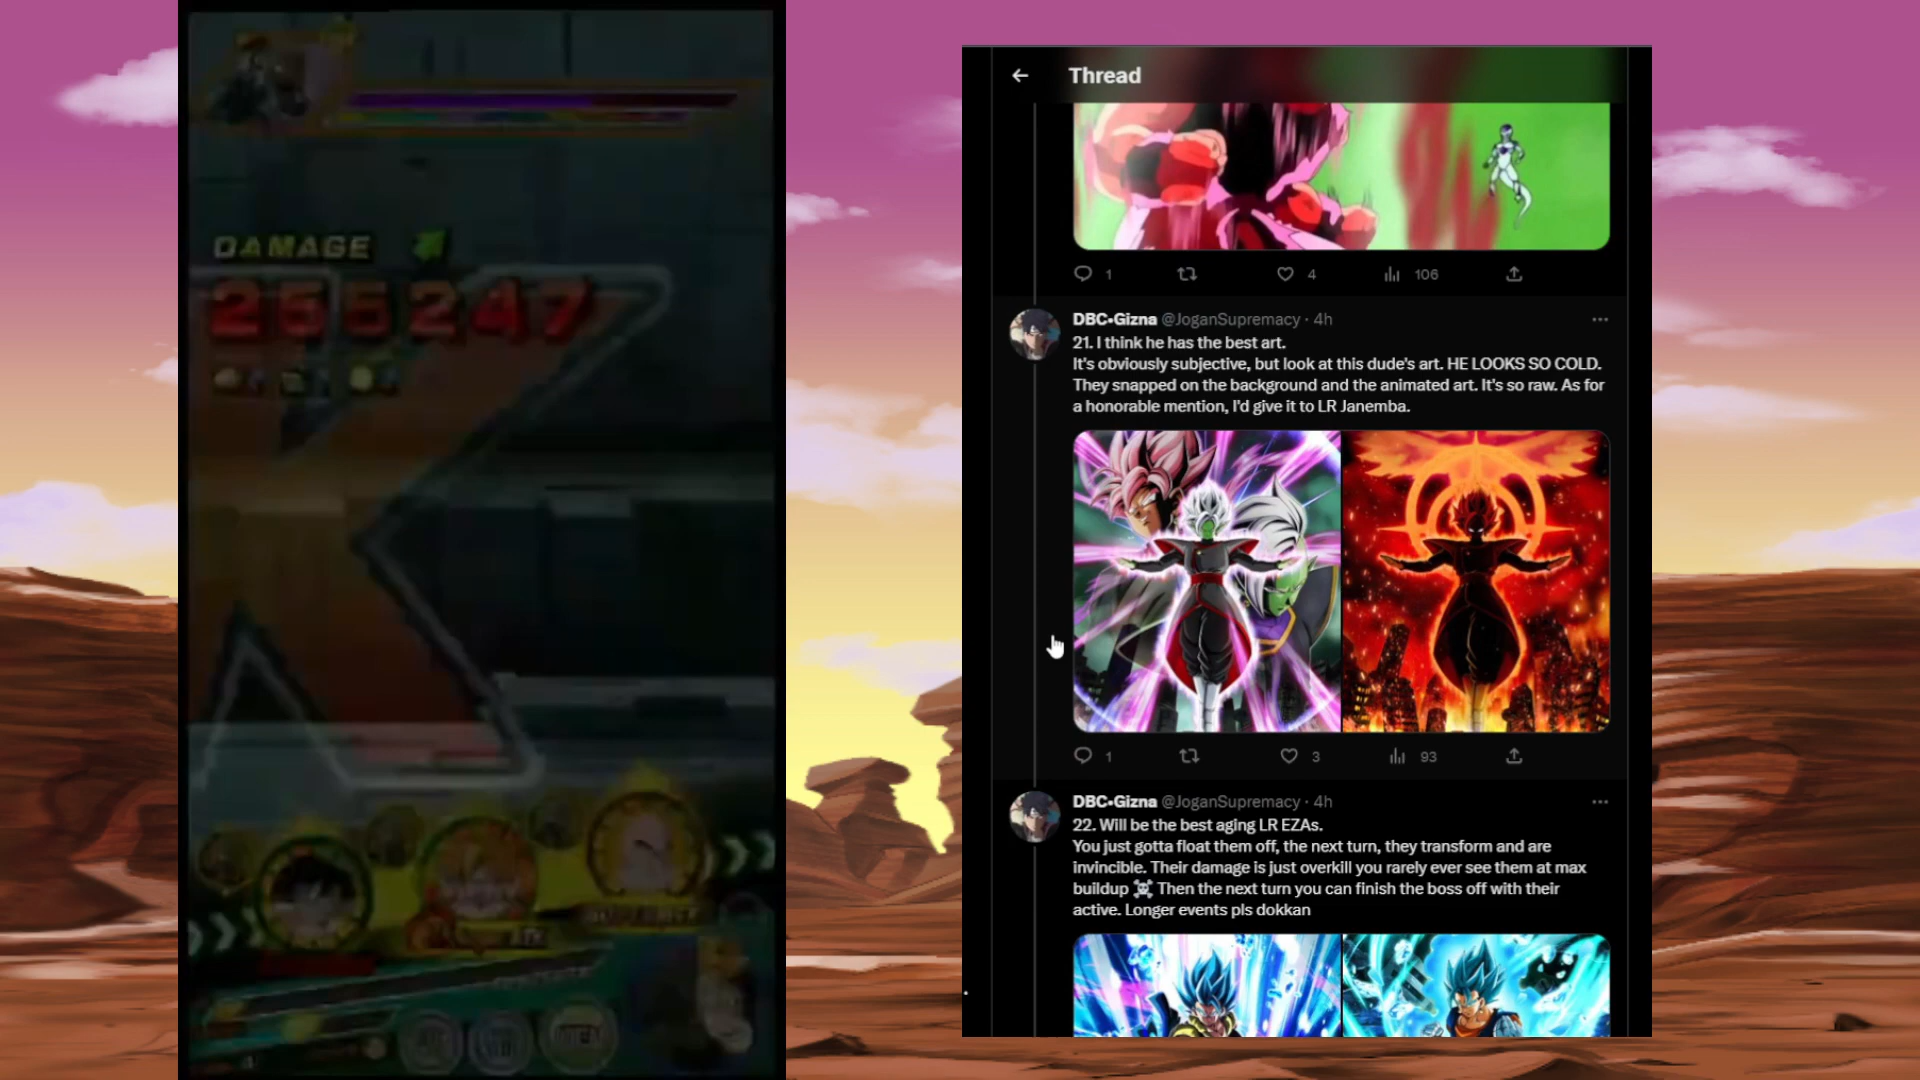 DAMAGE
255247
Thread
1
4
106
DBC•Gizna @JoganSupremacy · 4h
21. I think he has the best art.
It's obviously subjective, but look at this dude's art. HE LOOKS SO COLD.
They snapped on the background and the animated art. It's so raw. As for
a honorable mention, I'd give it to LR Janemba.
1
3
93
DBC•Gizna @JoganSupremacy · 4h
22. Will be the best aging LR EZAs.
You just gotta float them off, the next turn, they transform and are
invincible. Their damage is just overkill you rarely ever see them at max
buildup ☠️ Then the next turn you can finish the boss off with their
active. Longer events pls dokkan